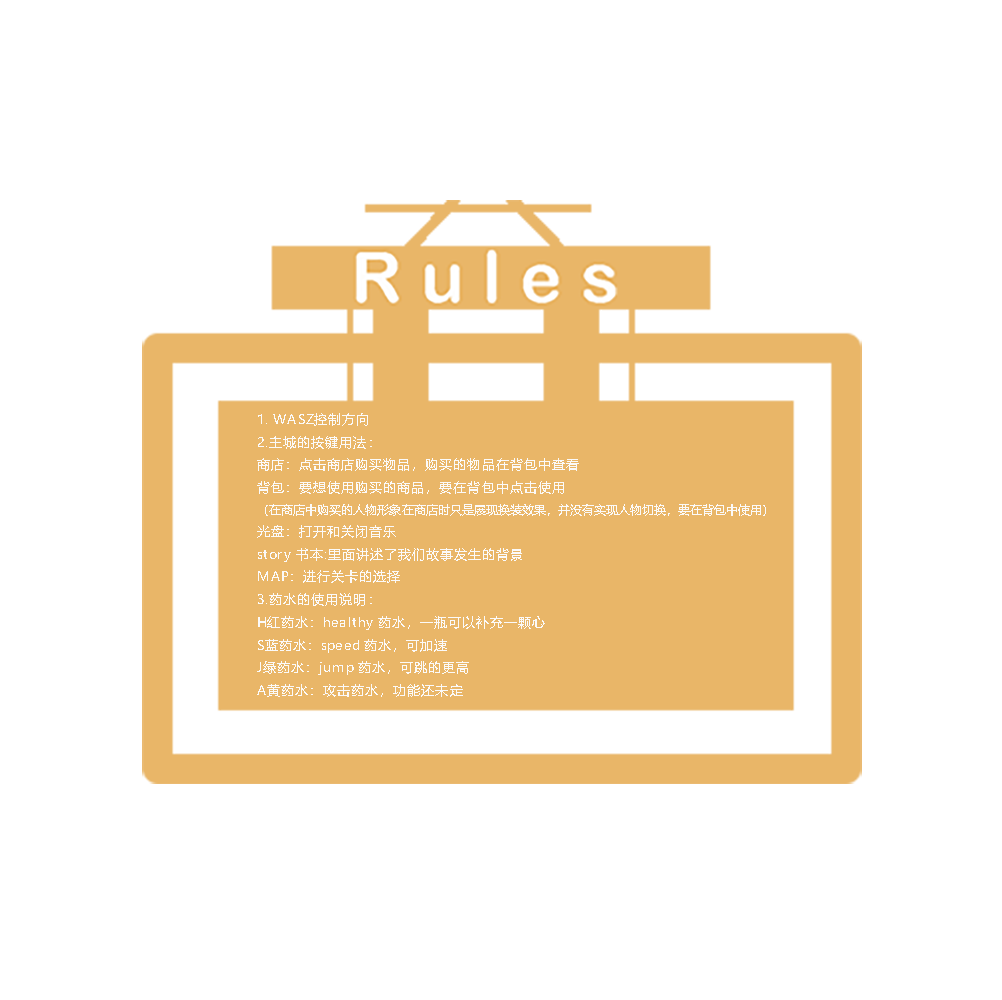 Rules
1. WASZ控制方向
2.主城的按键用法：
商店：点击商店购买物品，购买的物品在背包中查看
背包：要想使用购买的商品，要在背包中点击使用
（在商店中购买的人物形象在商店时只是展现换装效果，并没有实现人物切换，要在背包中使用）
光盘：打开和关闭音乐
story 书本:里面讲述了我们故事发生的背景
MAP：进行关卡的选择
3.药水的使用说明：
H红药水：healthy 药水，一瓶可以补充一颗心
S蓝药水：speed 药水，可加速
J绿药水：jump 药水，可跳的更高
A黄药水：攻击药水，功能还未定